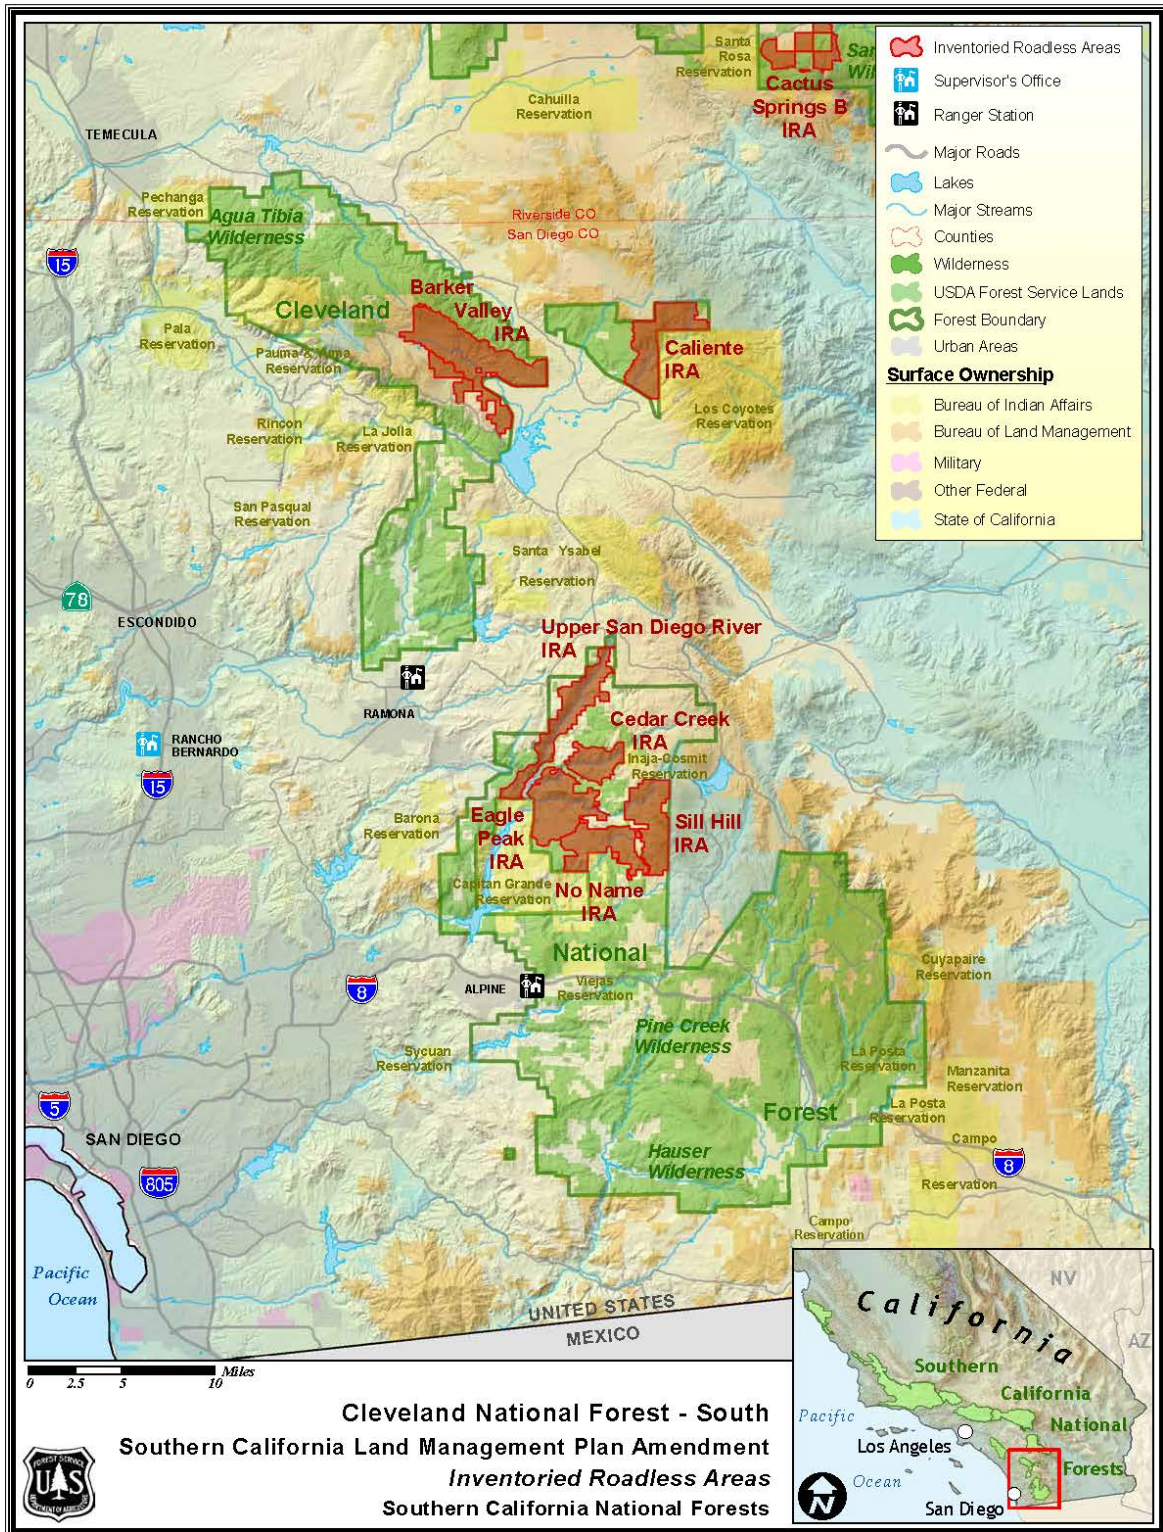 Santa
Rosa
Reservation
San
Wil
Cactus
Springs B
IRA
Cahuilla
Reservation
TEMECULA
Pechanga
Reservation
Agua Tibia
Wilderness
Riverside CO
San Diego CO
15
Barker
Valley
IRA
Cleveland
Pala
Reservation
Pauma & Yuima
Reservation
Caliente
IRA
Los Coyotes
Reservation
Rincon
Reservation
La Jolla
Reservation
San Pasqual
Reservation
Santa Ysabel
Reservation
78
ESCONDIDO
Upper San Diego River
IRA
RAMONA
Cedar Creek
IRA
Inaja-Cosmit
Reservation
RANCHO
BERNARDO
15
Barona
Reservation
Eagle
Peak
IRA
Sill Hill
IRA
Capitan Grande
Reservation
No Name
IRA
National
Cuyapaire
Reservation
8
ALPINE
Viejas
Reservation
Pine Creek
Wilderness
Sycuan
Reservation
La Posta
Reservation
Manzanita
Reservation
La Posta
Reservation
Forest
5
SAN DIEGO
Campo
8
Reservation
Hauser
Wilderness
805
Campo
Reservation
Pacific
Ocean
UNITED STATES
MEXICO
Inventoried Roadless Areas
Supervisor's Office
Ranger Station
Major Roads
Lakes
Major Streams
Counties
Wilderness
USDA Forest Service Lands
Forest Boundary
Urban Areas
Surface Ownership
Bureau of Indian Affairs
Bureau of Land Management
Military
Other Federal
State of California
Miles
0 2.5 5 10
Cleveland National Forest - South
Southern California Land Management Plan Amendment
Inventoried Roadless Areas
Southern California National Forests
FOREST SERVICE
U S
DEPARTMENT OF AGRICULTURE
California
NV
AZ
Southern
California
National
Forests
Pacific
Ocean
Los Angeles
San Diego
N